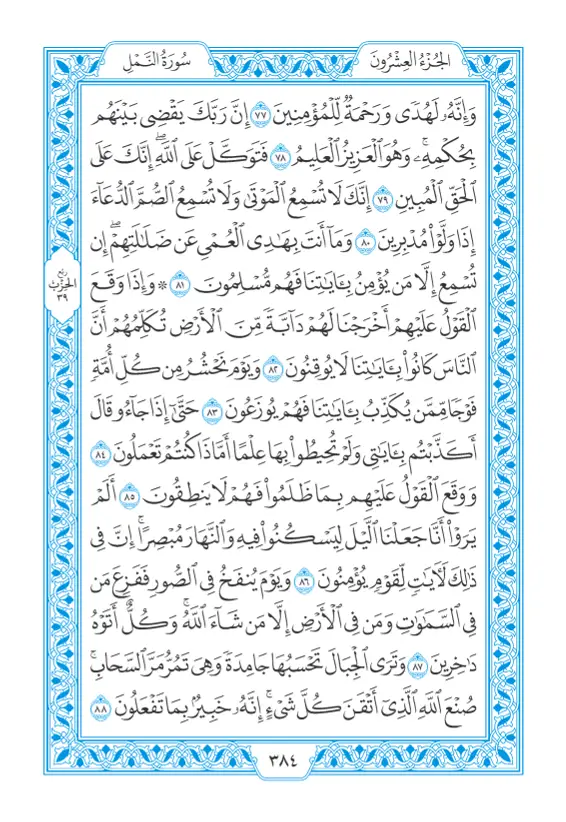 الجُزْءُ العِشْرُونَ
سُورَةُ النَّمْلِ
وَإِنَّهُۥ لَهُدٗى وَرَحۡمَةٞ لِّلۡمُؤۡمِنِينَ ٧٧ إِنَّ رَبَّكَ يَقۡضِي بَيۡنَهُم
بِحُكۡمِهِۦۚ وَهُوَ ٱلۡعَزِيزُ ٱلۡعَلِيمُ ٧٨ فَتَوَكَّلۡ عَلَى ٱللَّهِۖ إِنَّكَ عَلَى
ٱلۡحَقِّ ٱلۡمُبِينِ ٧٩ إِنَّكَ لَا تُسۡمِعُ ٱلۡمَوۡتَىٰ وَلَا تُسۡمِعُ ٱلصُّمَّ ٱلدُّعَآءَ
إِذَا وَلَّوۡاْ مُدۡبِرِينَ ٨٠ وَمَآ أَنتَ بِهَٰدِي ٱلۡعُمۡيِ عَن ضَلَٰلَتِهِمۡۖ إِن
تُسۡمِعُ إِلَّا مَن يُؤۡمِنُ بِـَٔايَٰتِنَا فَهُم مُّسۡلِمُونَ ٨١ ۞ وَإِذَا وَقَعَ
ٱلۡقَوۡلُ عَلَيۡهِمۡ أَخۡرَجۡنَا لَهُمۡ دَآبَّةٗ مِّنَ ٱلۡأَرۡضِ تُكَلِّمُهُمۡ أَنَّ
ٱلنَّاسَ كَانُواْ بِـَٔايَٰتِنَا لَا يُوقِنُونَ ٨٢ وَيَوۡمَ نَحۡشُرُ مِن كُلِّ أُمَّةٖ
فَوۡجٗا مِّمَّن يُكَذِّبُ بِـَٔايَٰتِنَا فَهُمۡ يُوزَعُونَ ٨٣ حَتَّىٰٓ إِذَا جَآءُو قَالَ
أَكَذَّبۡتُم بِـَٔايَٰتِي وَلَمۡ تُحِيطُواْ بِهَا عِلۡمًا أَمَّاذَا كُنتُمۡ تَعۡمَلُونَ ٨٤
وَوَقَعَ ٱلۡقَوۡلُ عَلَيۡهِم بِمَا ظَلَمُواْ فَهُمۡ لَا يَنطِقُونَ ٨٥ أَلَمۡ
يَرَوۡاْ أَنَّا جَعَلۡنَا ٱلَّيۡلَ لِيَسۡكُنُواْ فِيهِ وَٱلنَّهَارَ مُبۡصِرًاۚ إِنَّ فِي
ذَٰلِكَ لَأٓيَٰتٖ لِّقَوۡمٖ يُؤۡمِنُونَ ٨٦ وَيَوۡمَ يُنفَخُ فِي ٱلصُّورِ فَفَزِعَ مَن
فِي ٱلسَّمَٰوَٰتِ وَمَن فِي ٱلۡأَرۡضِ إِلَّا مَن شَآءَ ٱللَّهُۚ وَكُلٌّ أَتَوۡهُ
دَٰخِرِينَ ٨٧ وَتَرَى ٱلۡجِبَالَ تَحۡسَبُهَا جَامِدَةٗ وَهِيَ تَمُرُّ مَرَّ ٱلسَّحَابِۚ
صُنۡعَ ٱللَّهِ ٱلَّذِيٓ أَتۡقَنَ كُلَّ شَيۡءٍۚ إِنَّهُۥ خَبِيرُۢ بِمَا تَفۡعَلُونَ ٨٨
ربع
الحزب
٣٩
٣٨٤